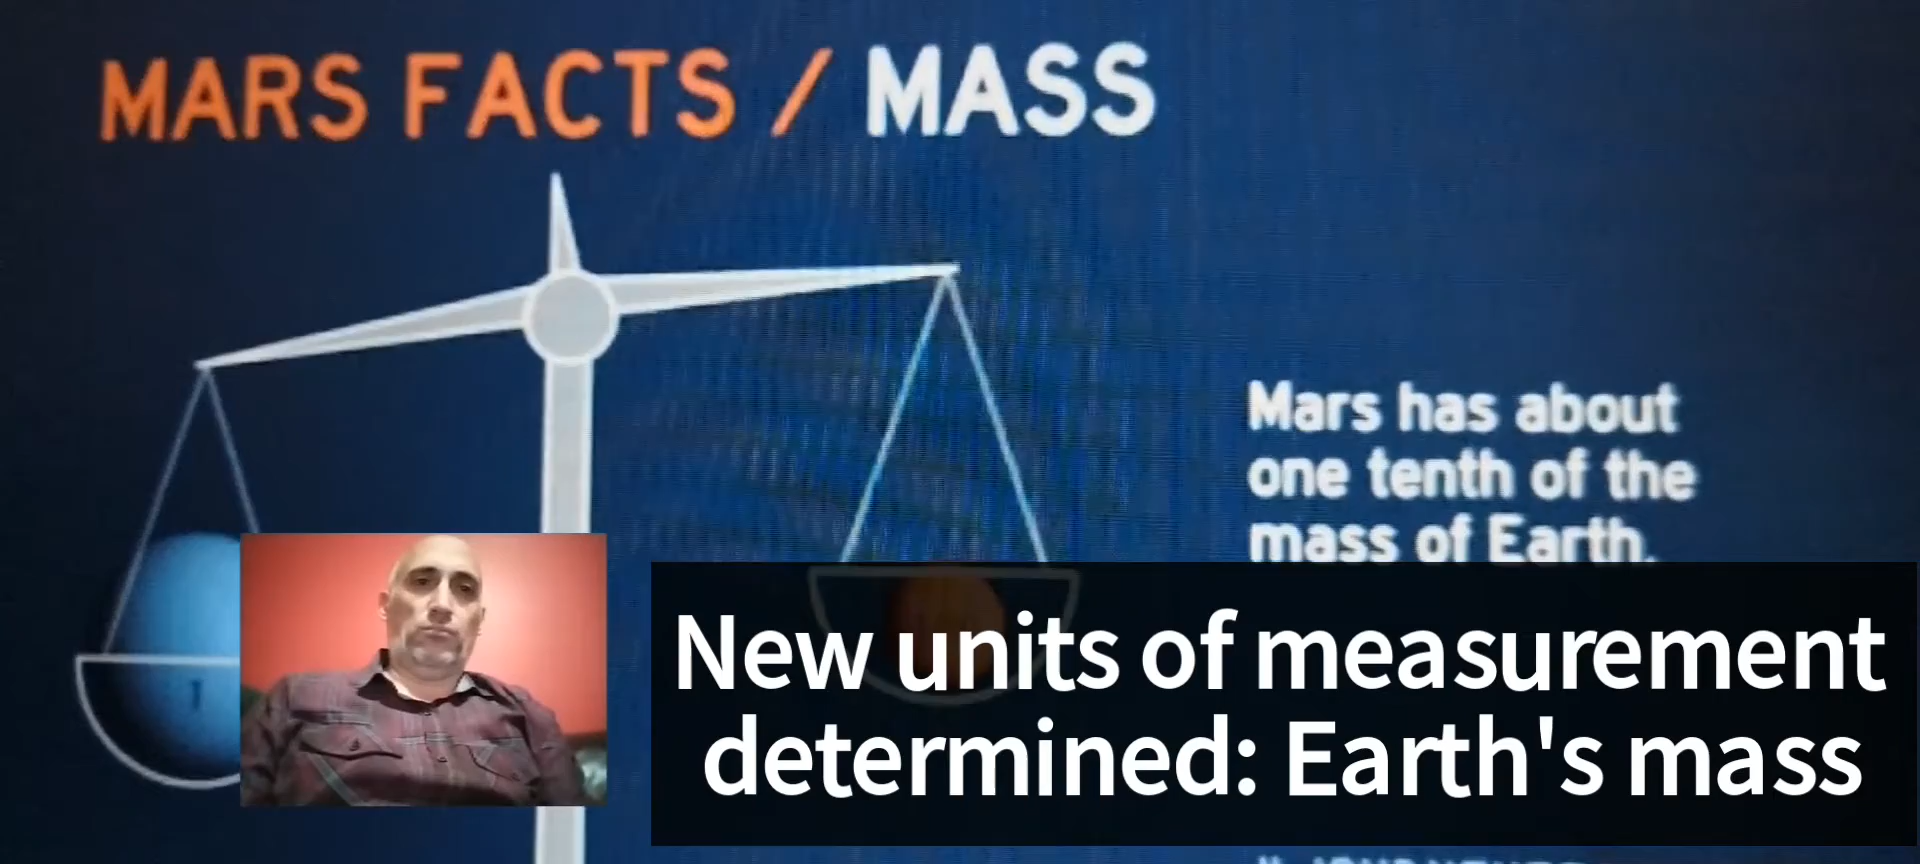 MARS FACTS / MASS
Mars has about
one tenth of the
mass of Earth.
New units of measurement
determined: Earth's mass